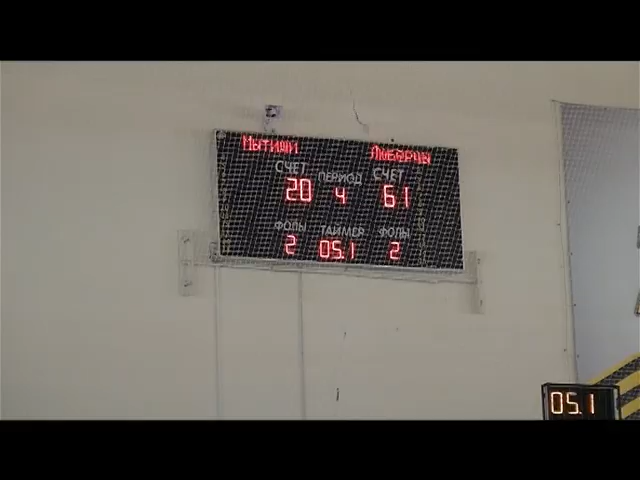 Мытищи Люберцы
СЧЕТ ПЕРИОД СЧЕТ
20 4 61
ФОЛЫ ТАЙМЕР ФОЛЫ
2 05.1 2
05.1